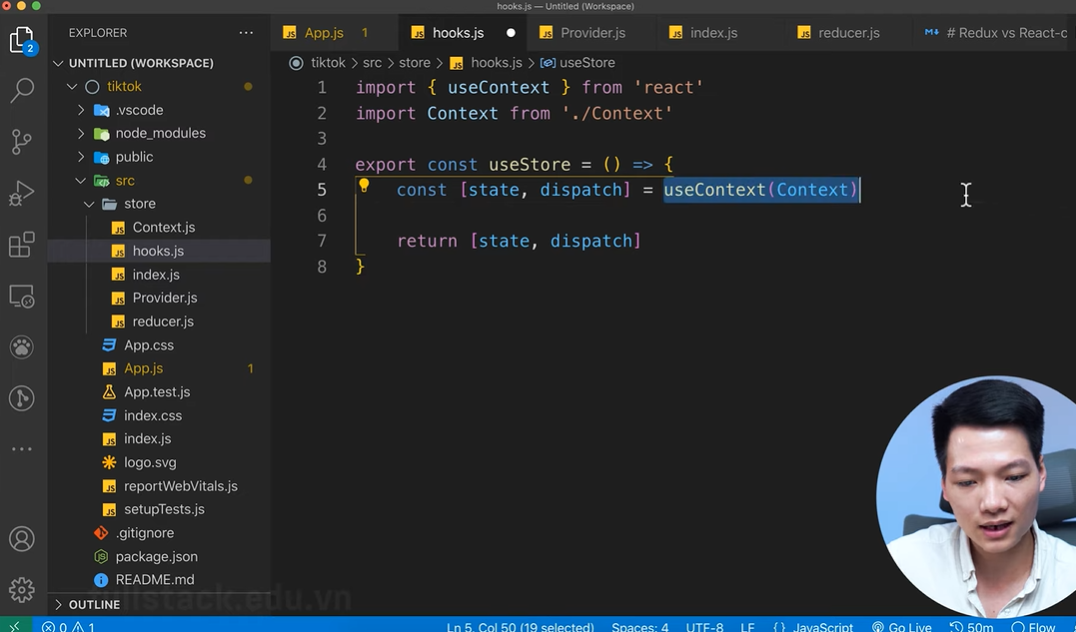 hooks.js — Untitled (Workspace)
EXPLORER
App.js 1
hooks.js
Provider.js
index.js
reducer.js
# Redux vs React-c
UNTITLED (WORKSPACE)
tiktok > src > store > hooks.js > useStore
tiktok
.vscode
node_modules
public
src
store
Context.js
hooks.js
index.js
Provider.js
reducer.js
App.css
App.js 1
App.test.js
index.css
index.js
logo.svg
reportWebVitals.js
setupTests.js
.gitignore
package.json
README.md
OUTLINE
2
1 import { useContext } from 'react'
2 import Context from './Context'
3
4 export const useStore = () => {
5 const [state, dispatch] = useContext(Context)
6
7 return [state, dispatch]
8 }
fullstack.edu.vn
0 1 Ln 5, Col 50 (19 selected) Spaces: 4 UTF-8 LF {} JavaScript Go Live 50m Flow